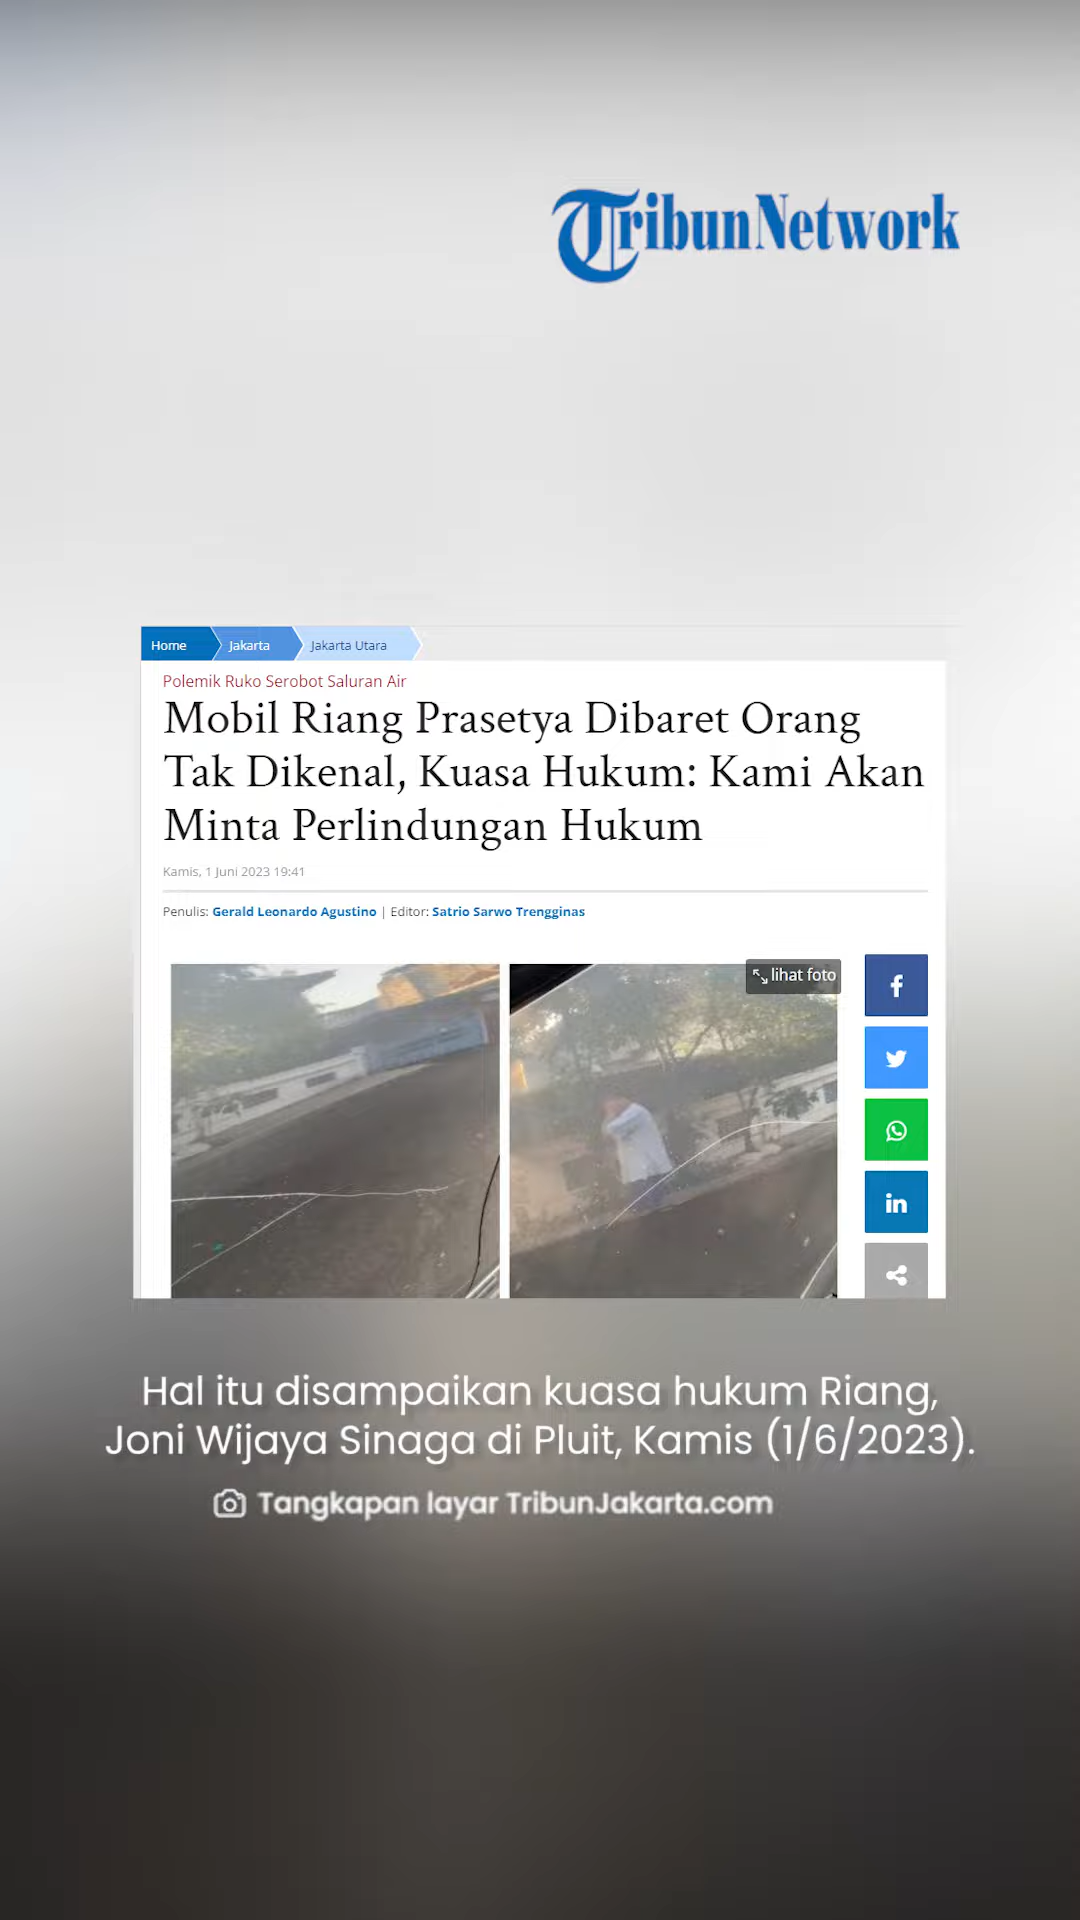 TribunNetwork
Home
Jakarta
Jakarta Utara
Polemik Ruko Serobot Saluran Air
Mobil Riang Prasetya Dibaret Orang
Tak Dikenal, Kuasa Hukum: Kami Akan
Minta Perlindungan Hukum
Kamis, 1 Juni 2023 19:41
Penulis: Gerald Leonardo Agustino | Editor: Satrio Sarwo Trengginas
lihat foto
Hal itu disampaikan kuasa hukum Riang,
Joni Wijaya Sinaga di Pluit, Kamis (1/6/2023).
Tangkapan layar TribunJakarta.com